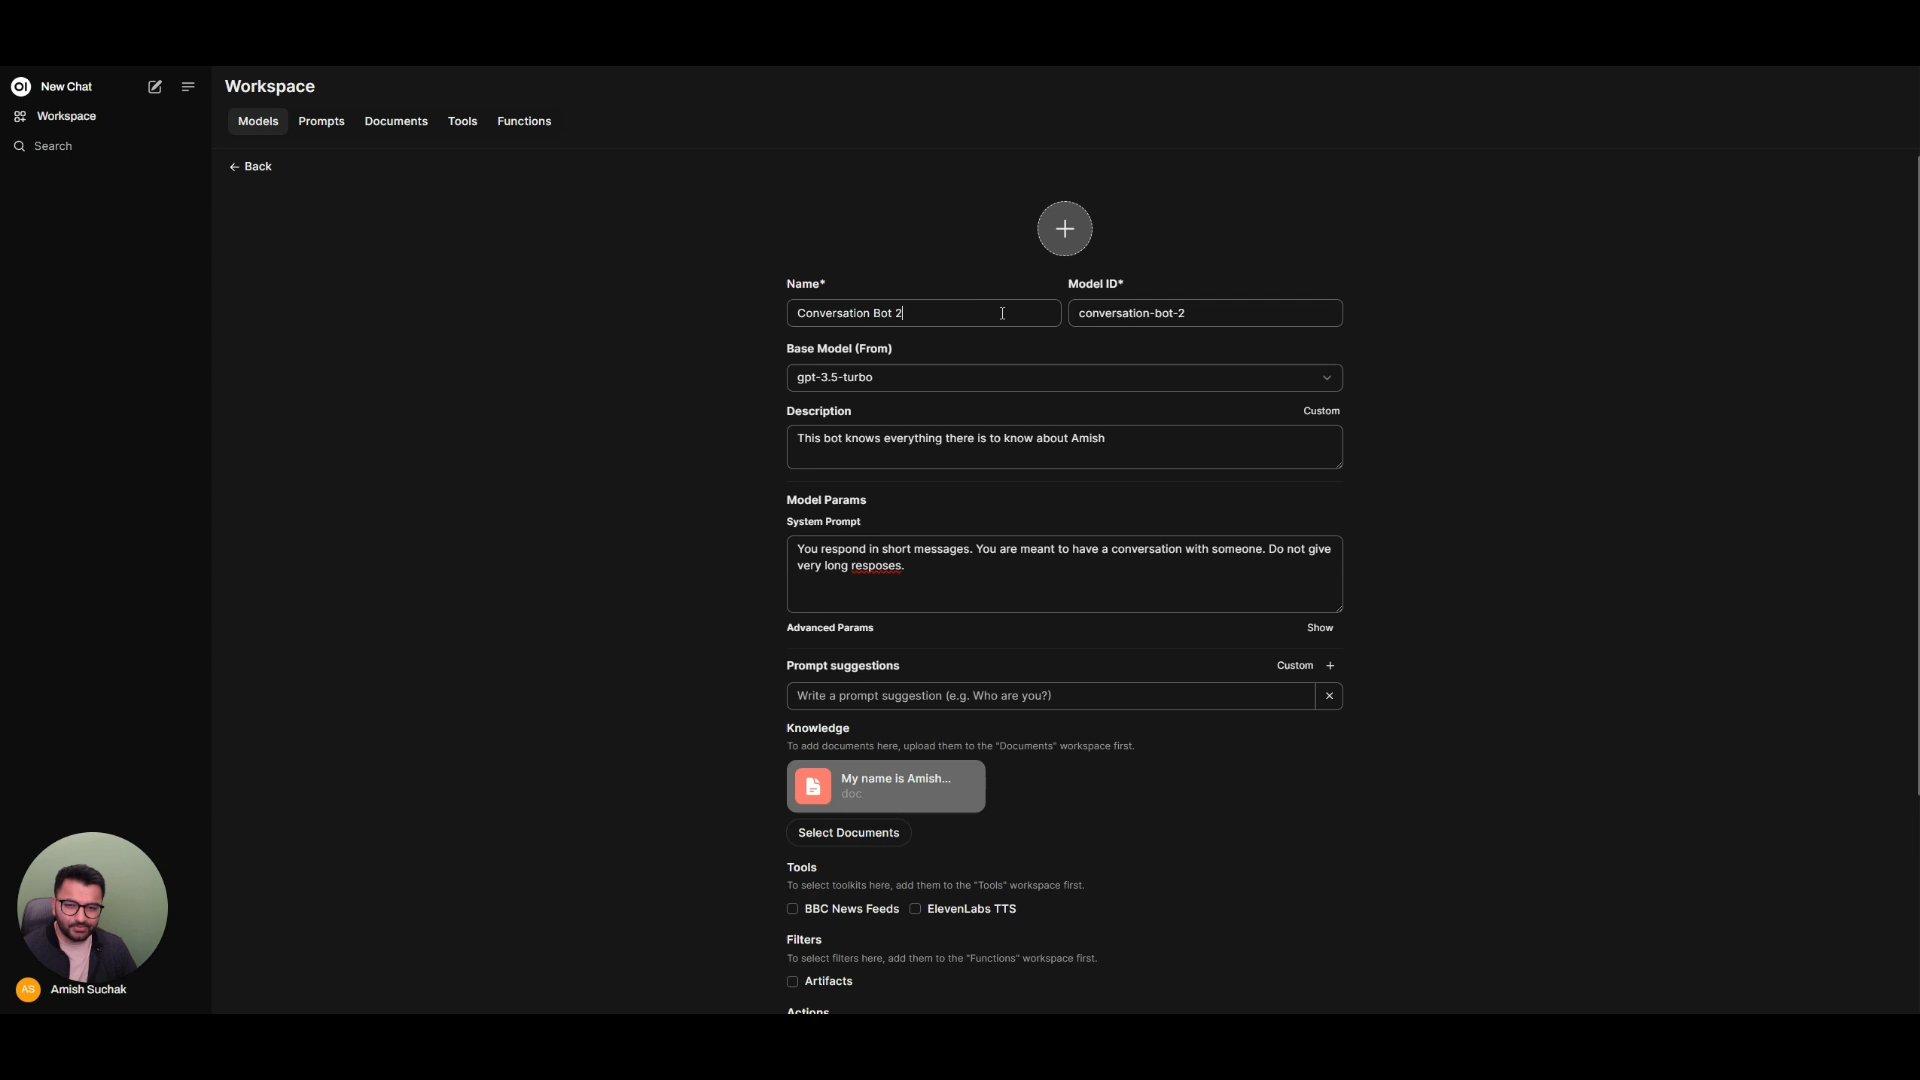 OI New Chat
Workspace
Search
Workspace
Models Prompts Documents Tools Functions
← Back
Name* Model ID*
Conversation Bot 2 conversation-bot-2
Base Model (From)
gpt-3.5-turbo
Description Custom
This bot knows everything there is to know about Amish
Model Params
System Prompt
You respond in short messages. You are meant to have a conversation with someone. Do not give
very long resposes.
Advanced Params Show
Prompt suggestions Custom +
Write a prompt suggestion (e.g. Who are you?)
Knowledge
To add documents here, upload them to the "Documents" workspace first.
My name is Amish...
doc
Select Documents
Tools
To select toolkits here, add them to the "Tools" workspace first.
BBC News Feeds ElevenLabs TTS
Filters
To select filters here, add them to the "Functions" workspace first.
Artifacts
AS Amish Suchak
Actions